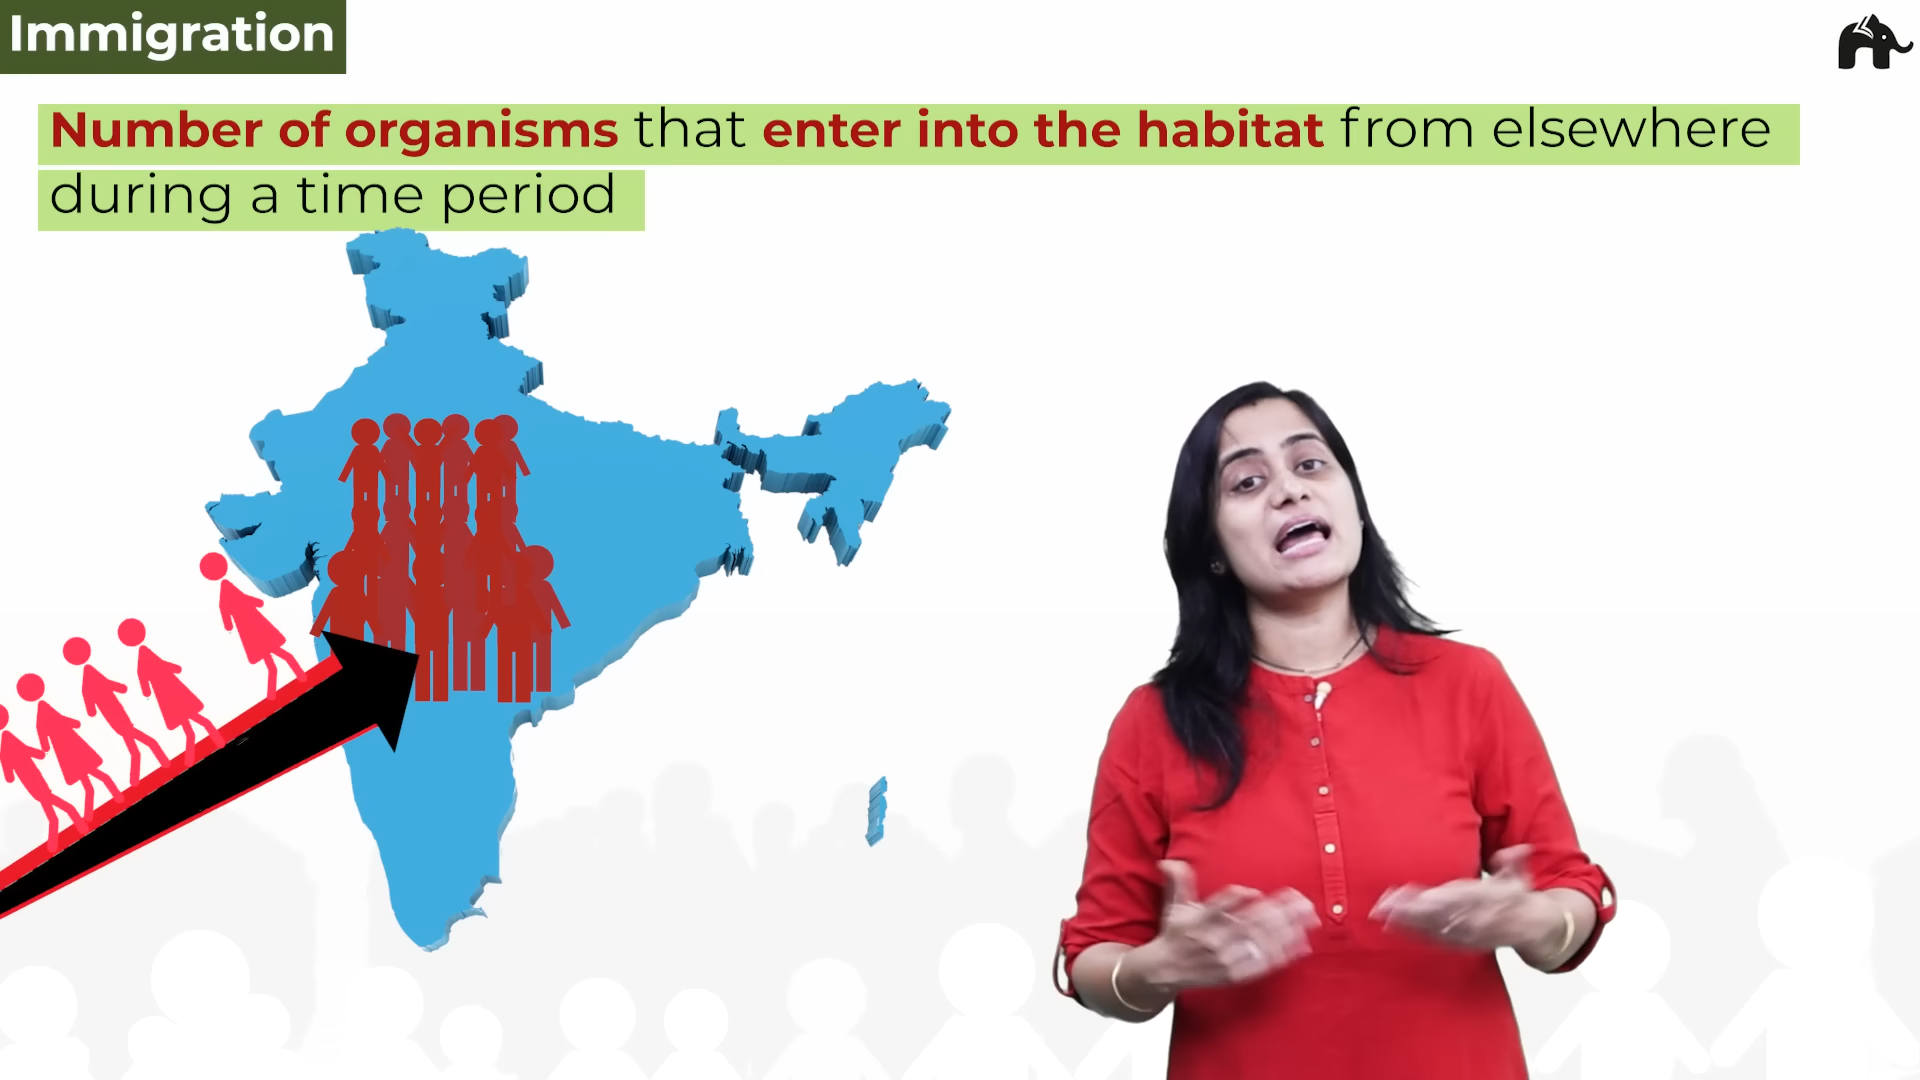 Immigration
Number of organisms that enter into the habitat from elsewhere
during a time period